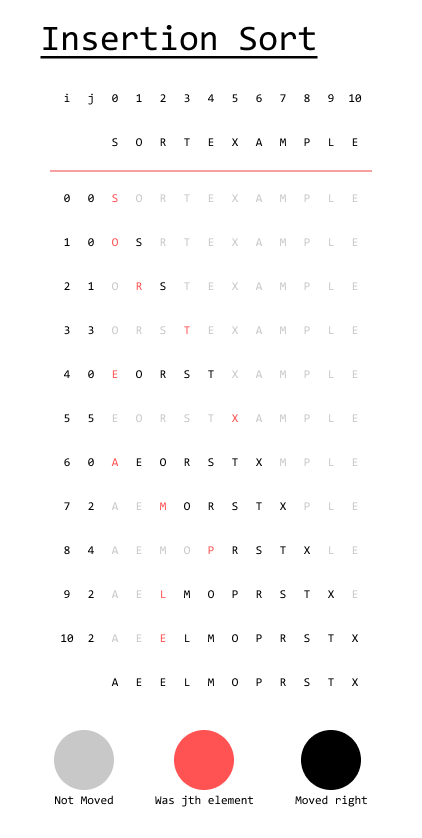 Insertion Sort
i j 0 1 2 3 4 5 6 7 8 9 10
S O R T E X A M P L E
0 0 S O R T E X A M P L E
1 0 O S R T E X A M P L E
2 1 O R S T E X A M P L E
3 3 O R S T E X A M P L E
4 0 E O R S T X A M P L E
5 5 E O R S T X A M P L E
6 0 A E O R S T X M P L E
7 2 A E M O R S T X P L E
8 4 A E M O P R S T X L E
9 2 A E L M O P R S T X E
10 2 A E E L M O P R S T X
A E E L M O P R S T X
Not Moved Was jth element Moved right